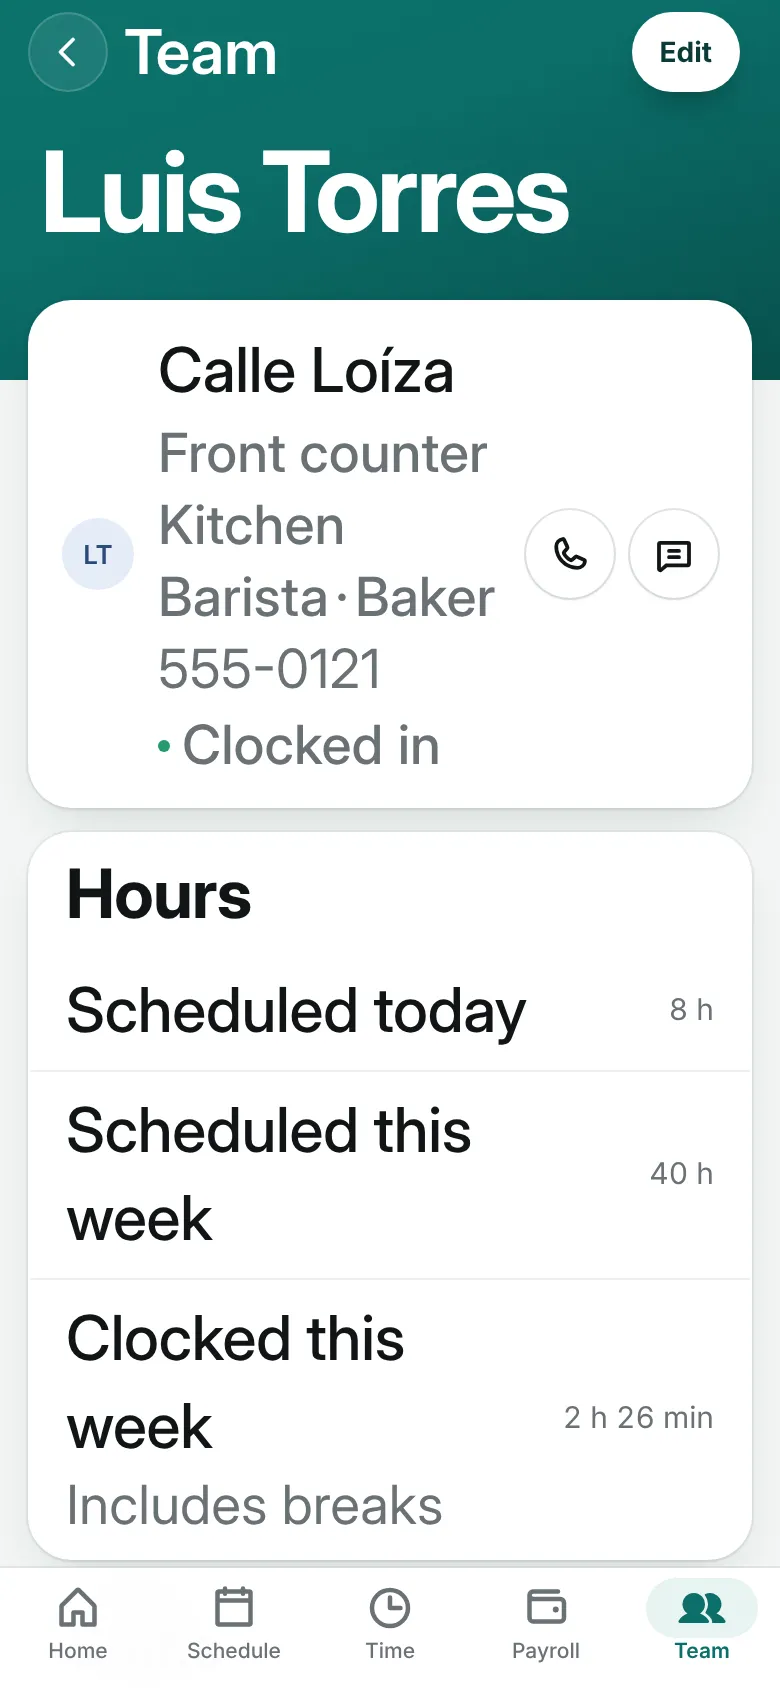 Team
Edit
Luis Torres
Calle Loíza
Front counter
Kitchen
LT
Barista · Baker
555-0121
Clocked in
Hours
Scheduled today
8 h
Scheduled this
week
40 h
Clocked this
week
2 h 26 min
Includes breaks
Home
Schedule
Time
Payroll
Team